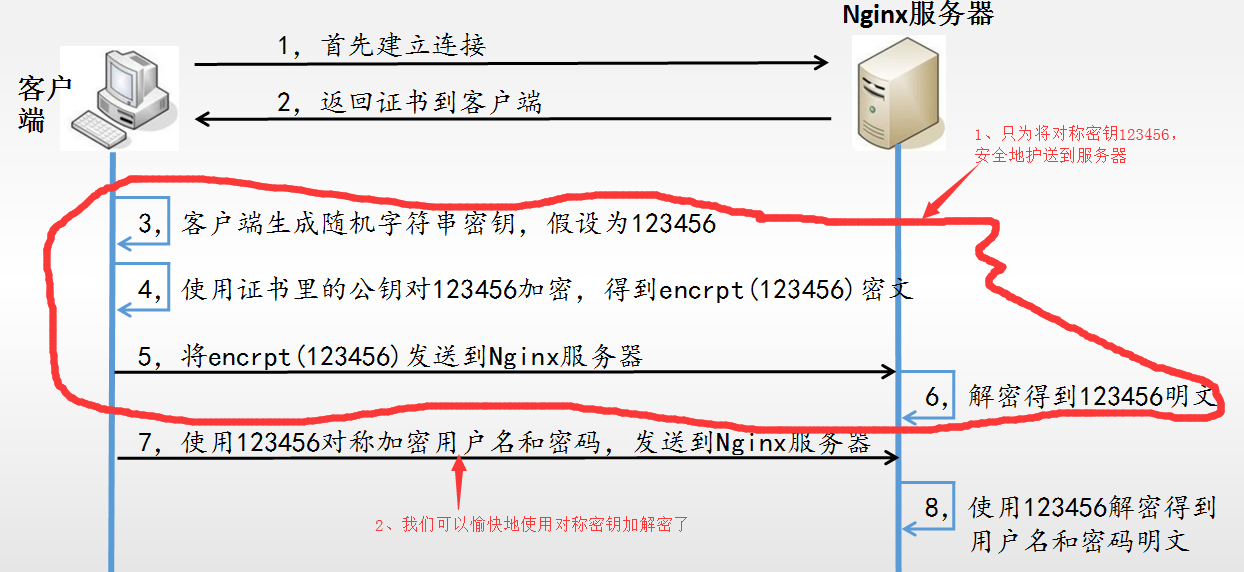 Nginx服务器
1，首先建立连接
客户
端
2，返回证书到客户端
1、只为将对称密钥123456，
安全地护送到服务器
3，客户端生成随机字符串密钥，假设为123456
4，使用证书里的公钥对123456加密，得到encrpt(123456)密文
5，将encrpt(123456)发送到Nginx服务器
6，解密得到123456明文
7，使用123456对称加密用户名和密码，发送到Nginx服务器
2、我们可以愉快地使用对称密钥加解密了
8，使用123456解密得到
用户名和密码明文